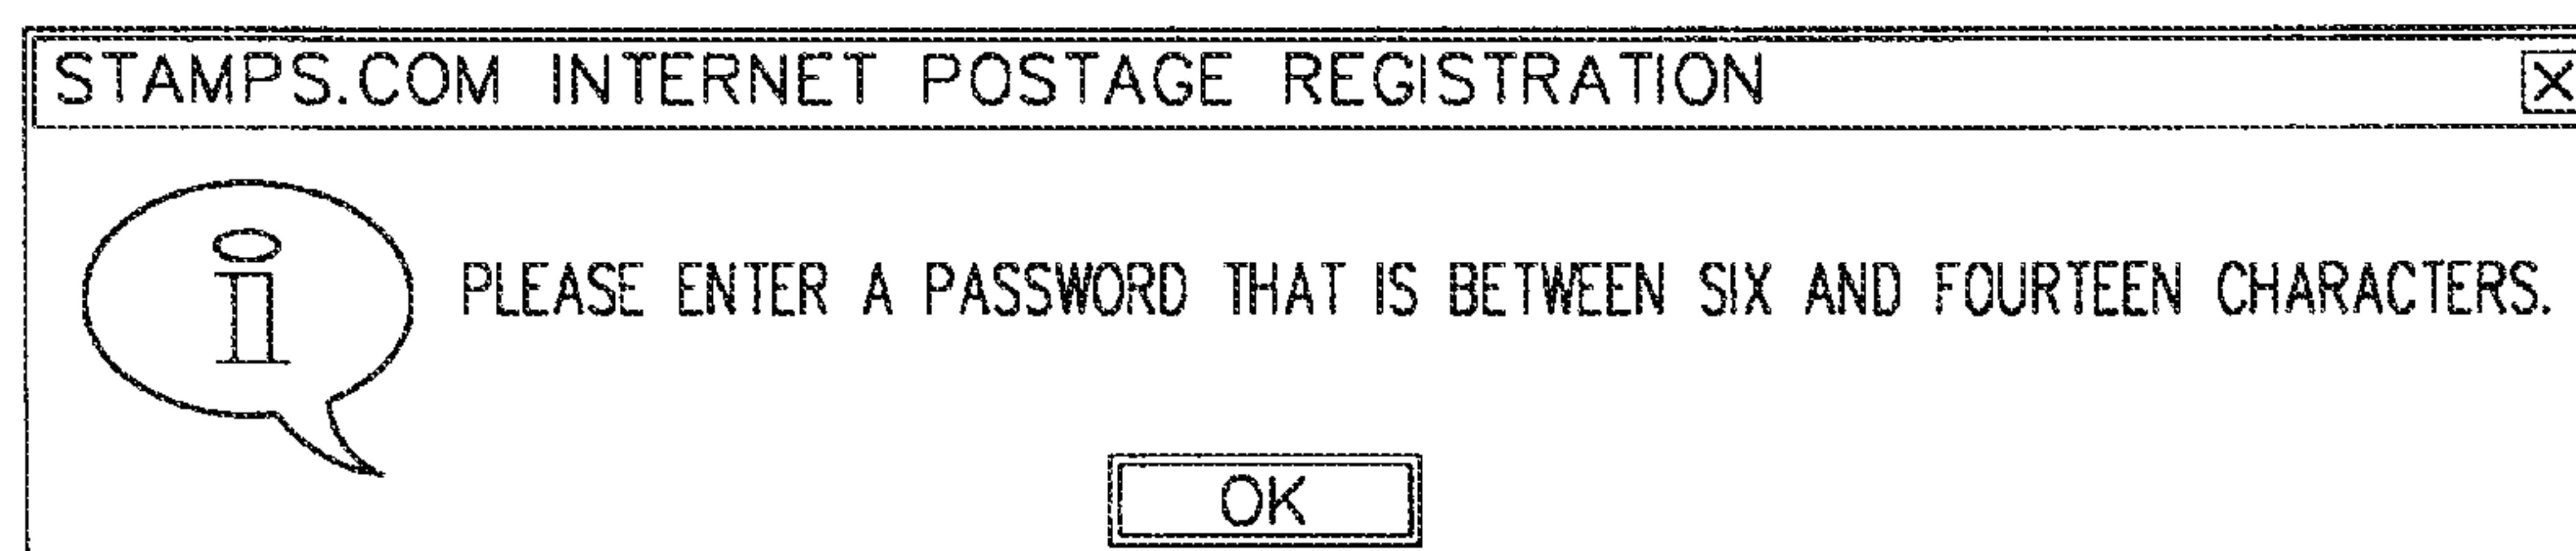 STAMPS.COM INTERNET POSTAGE REGISTRATION X
i PLEASE ENTER A PASSWORD THAT IS BETWEEN SIX AND FOURTEEN CHARACTERS.
OK